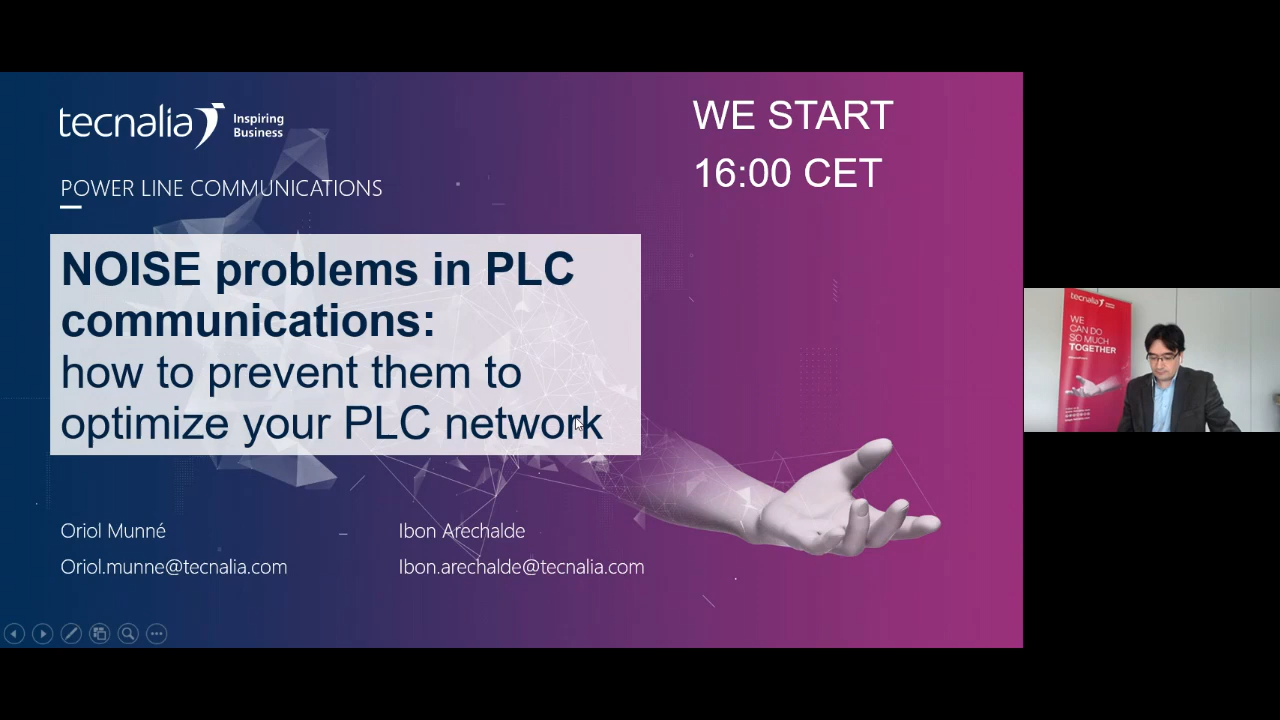 tecnalia Inspiring
Business
WE START
16:00 CET
POWER LINE COMMUNICATIONS
NOISE problems in PLC
communications:
how to prevent them to
optimize your PLC network
Oriol Munné
Oriol.munne@tecnalia.com
Ibon Arechalde
Ibon.arechalde@tecnalia.com
tecnalia
WE
CAN DO
SO MUCH
TOGETHER